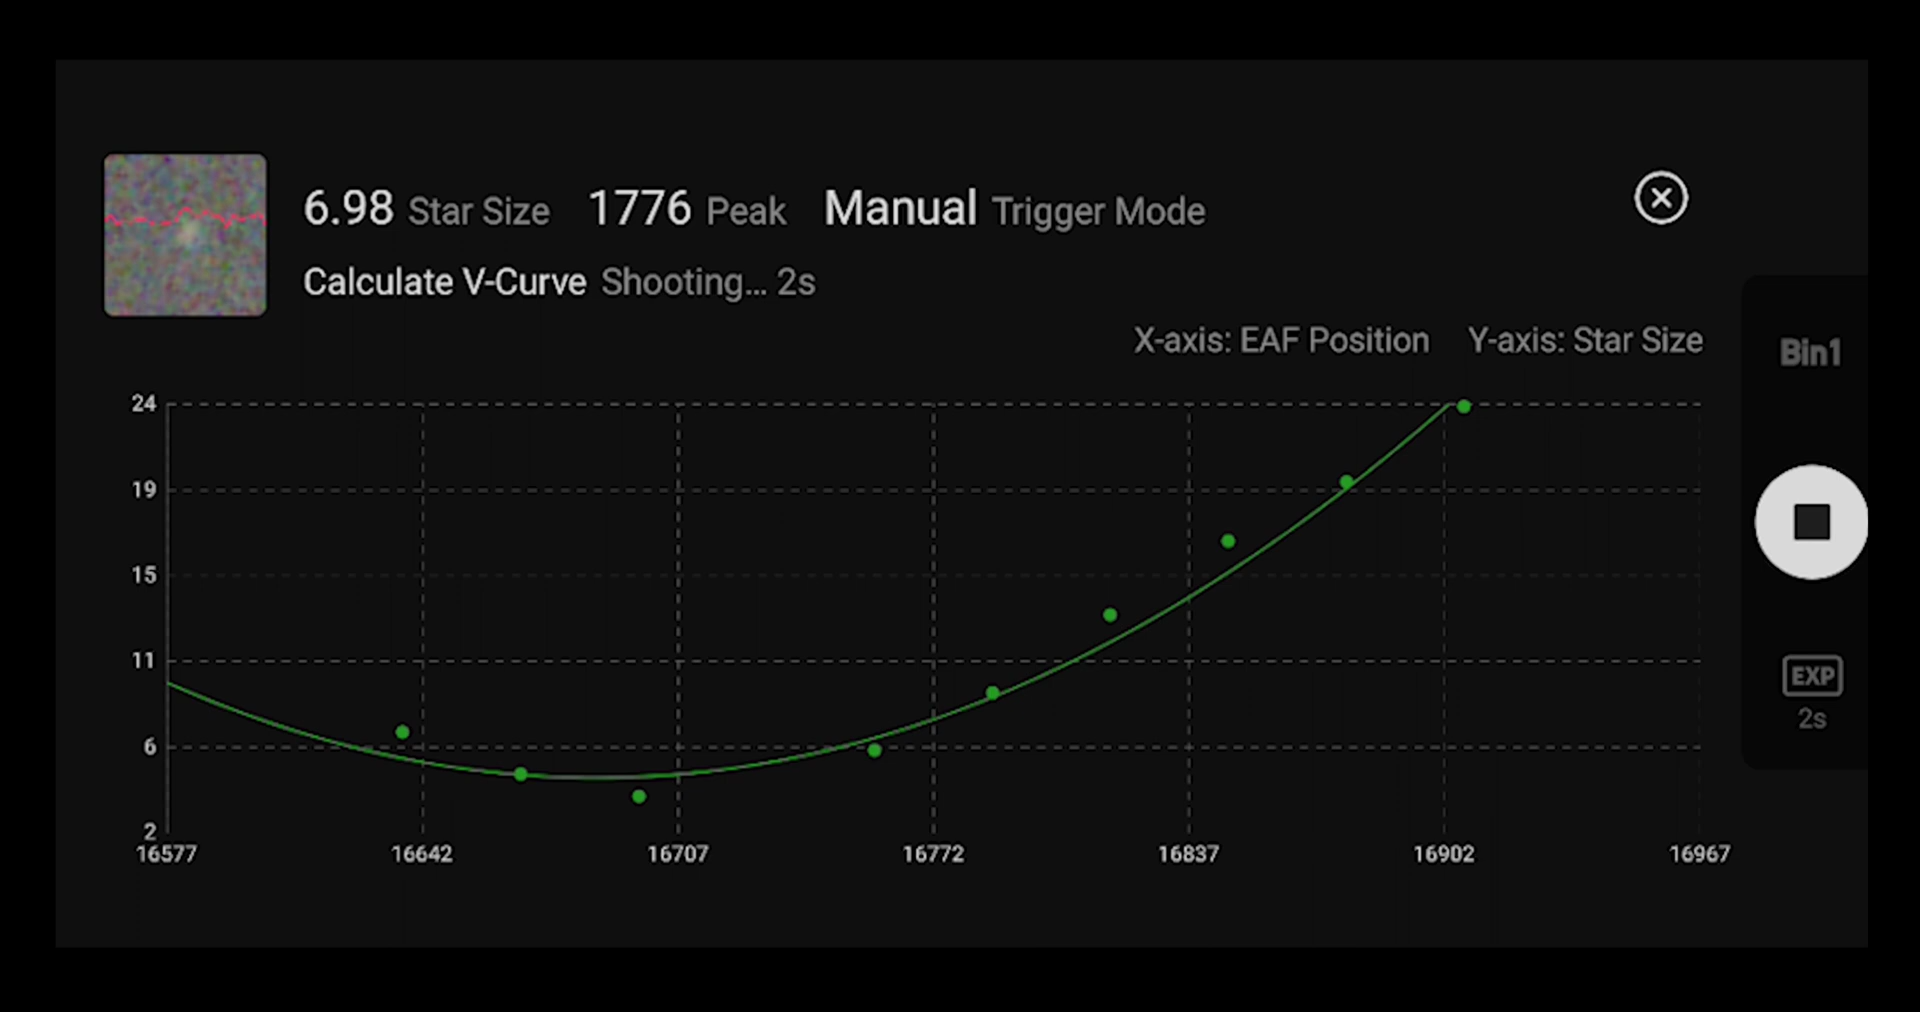 6.98 Star Size 1776 Peak Manual Trigger Mode
Calculate V-Curve Shooting... 2s
X-axis: EAF Position Y-axis: Star Size
Bin1
24
19
15
11
6
2
16577 16642 16707 16772 16837 16902 16967
EXP
2s